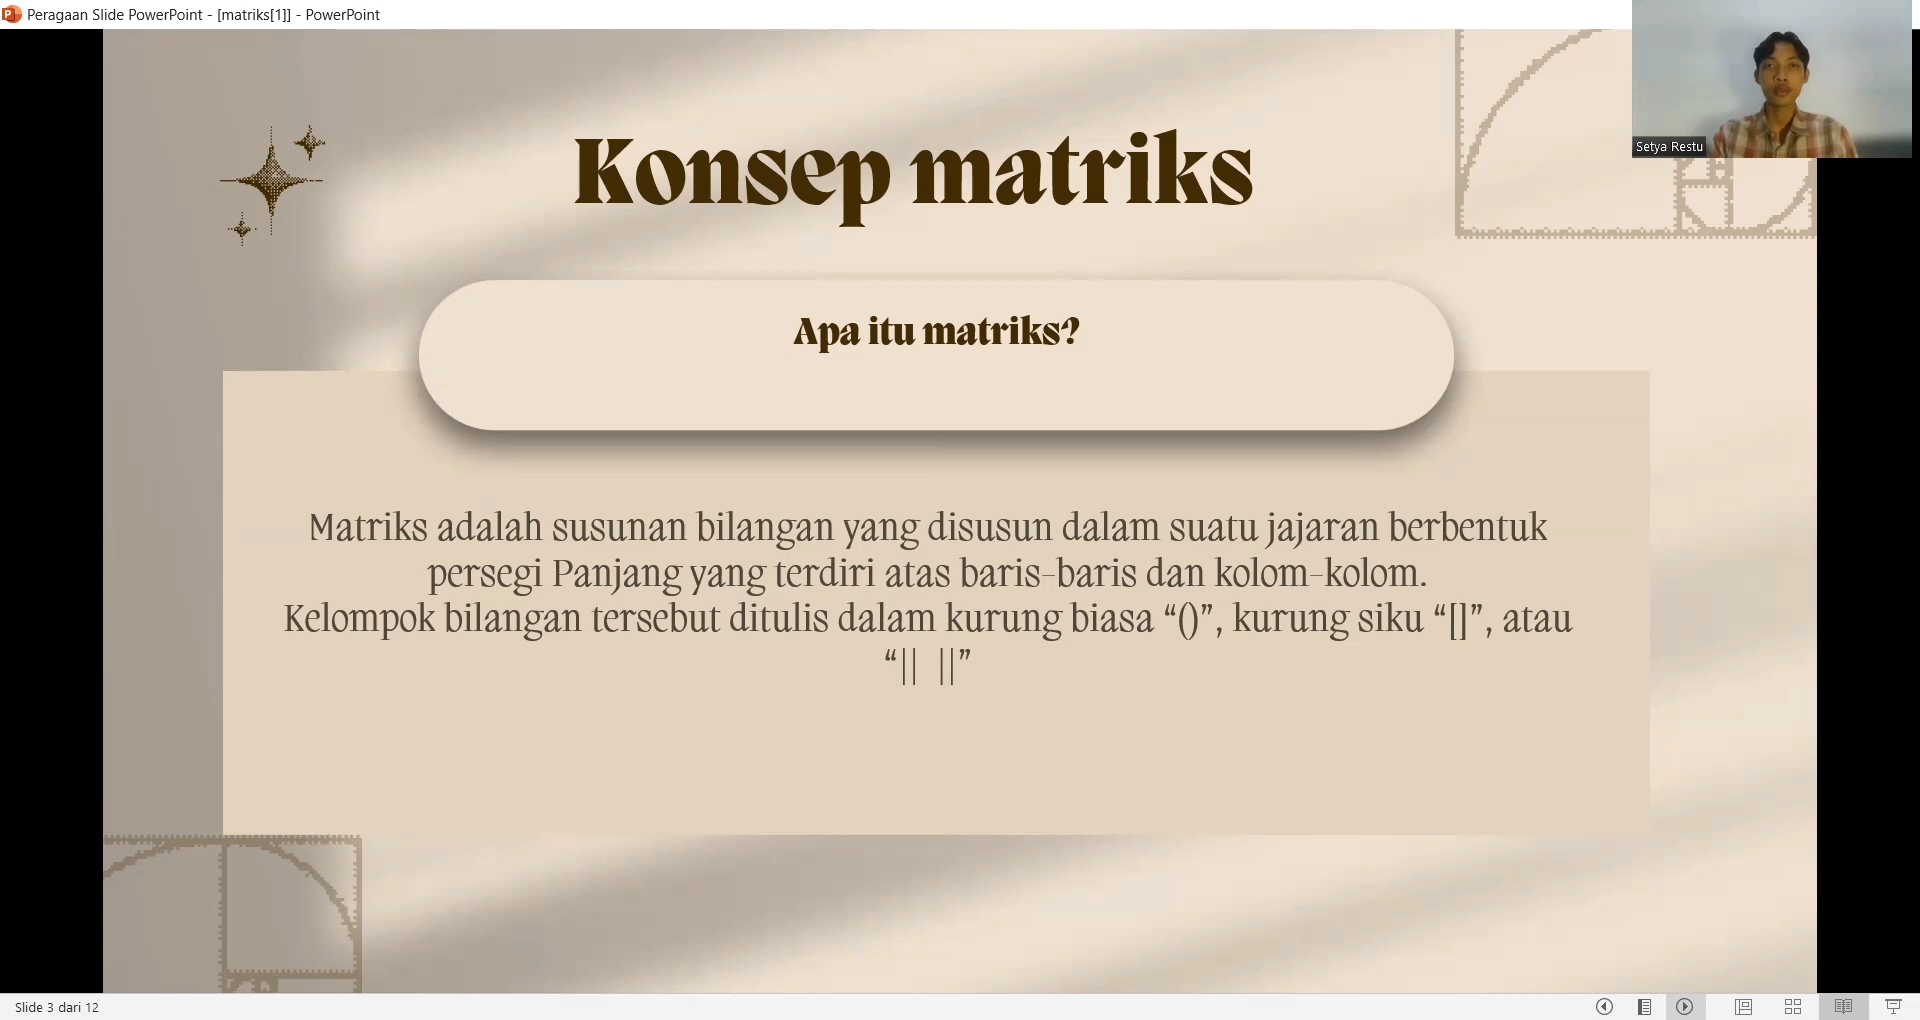 Peragaan Slide PowerPoint - [matriks[1]] - PowerPoint
Setya Restu
Konsep matriks
Apa itu matriks?
Matriks adalah susunan bilangan yang disusun dalam suatu jajaran berbentuk
persegi Panjang yang terdiri atas baris-baris dan kolom-kolom.
Kelompok bilangan tersebut ditulis dalam kurung biasa “()”, kurung siku “[]”, atau
“||  ||”
Slide 3 dari 12